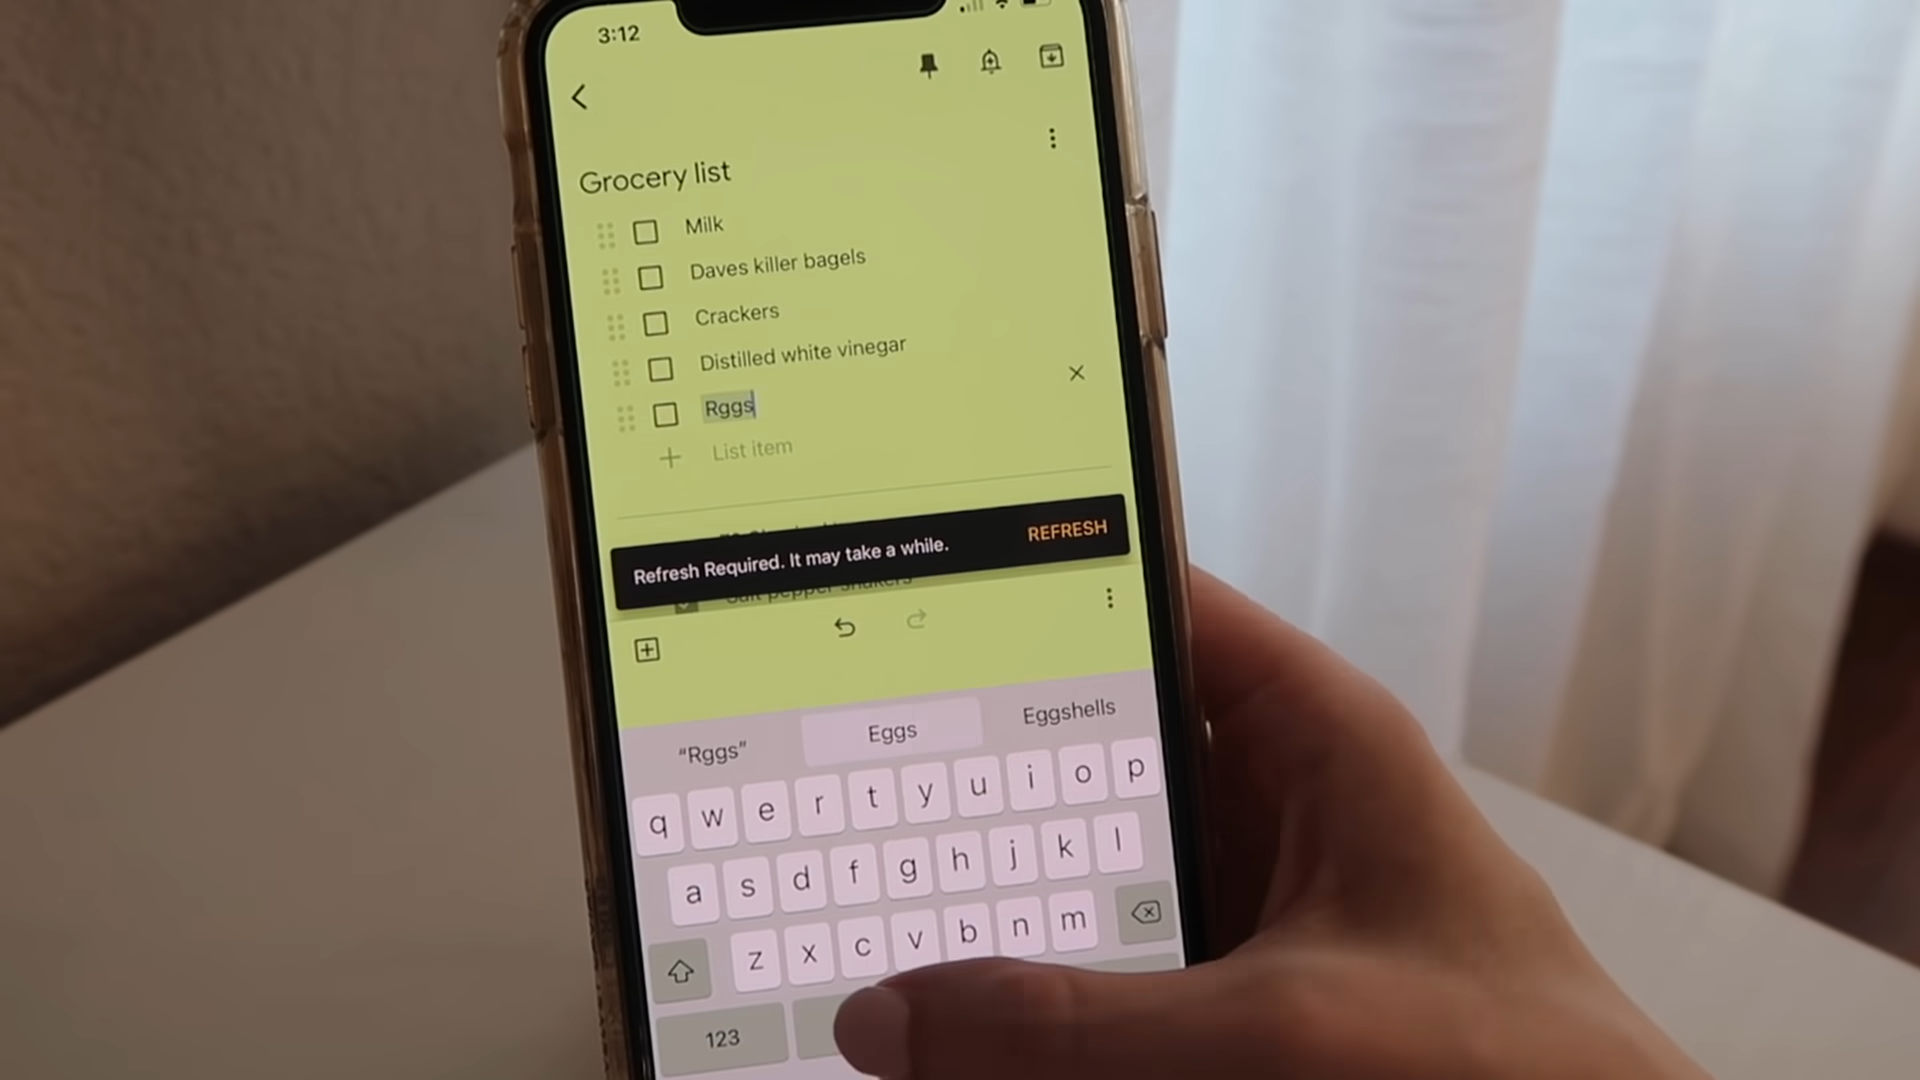 3:12
Grocery list
Milk
Daves killer bagels
Crackers
Distilled white vinegar
Rggs
List item
Refresh Required. It may take a while. REFRESH
“Rggs” Eggs Eggshells
q w e r t y u i o p
a s d f g h j k l
z x c v b n m
123